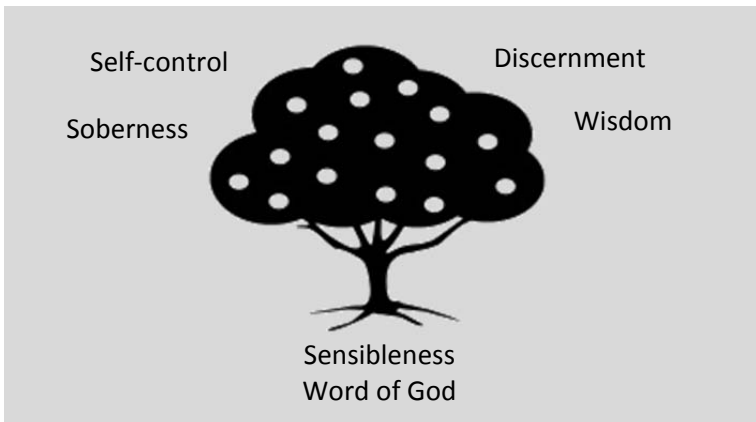 Self-control
Discernment
Soberness
Wisdom
Sensibleness
Word of God